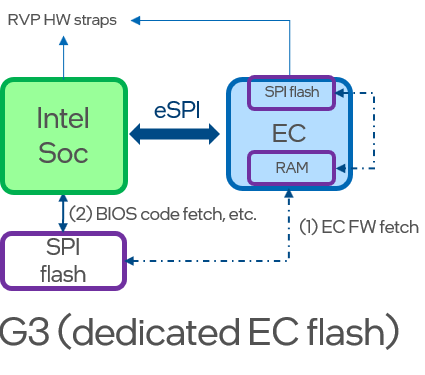 RVP HW straps
SPI flash
eSPI
Intel
Soc
EC
RAM
(2) BIOS code fetch, etc.
(1) EC FW fetch
SPI
flash
G3 (dedicated EC flash)